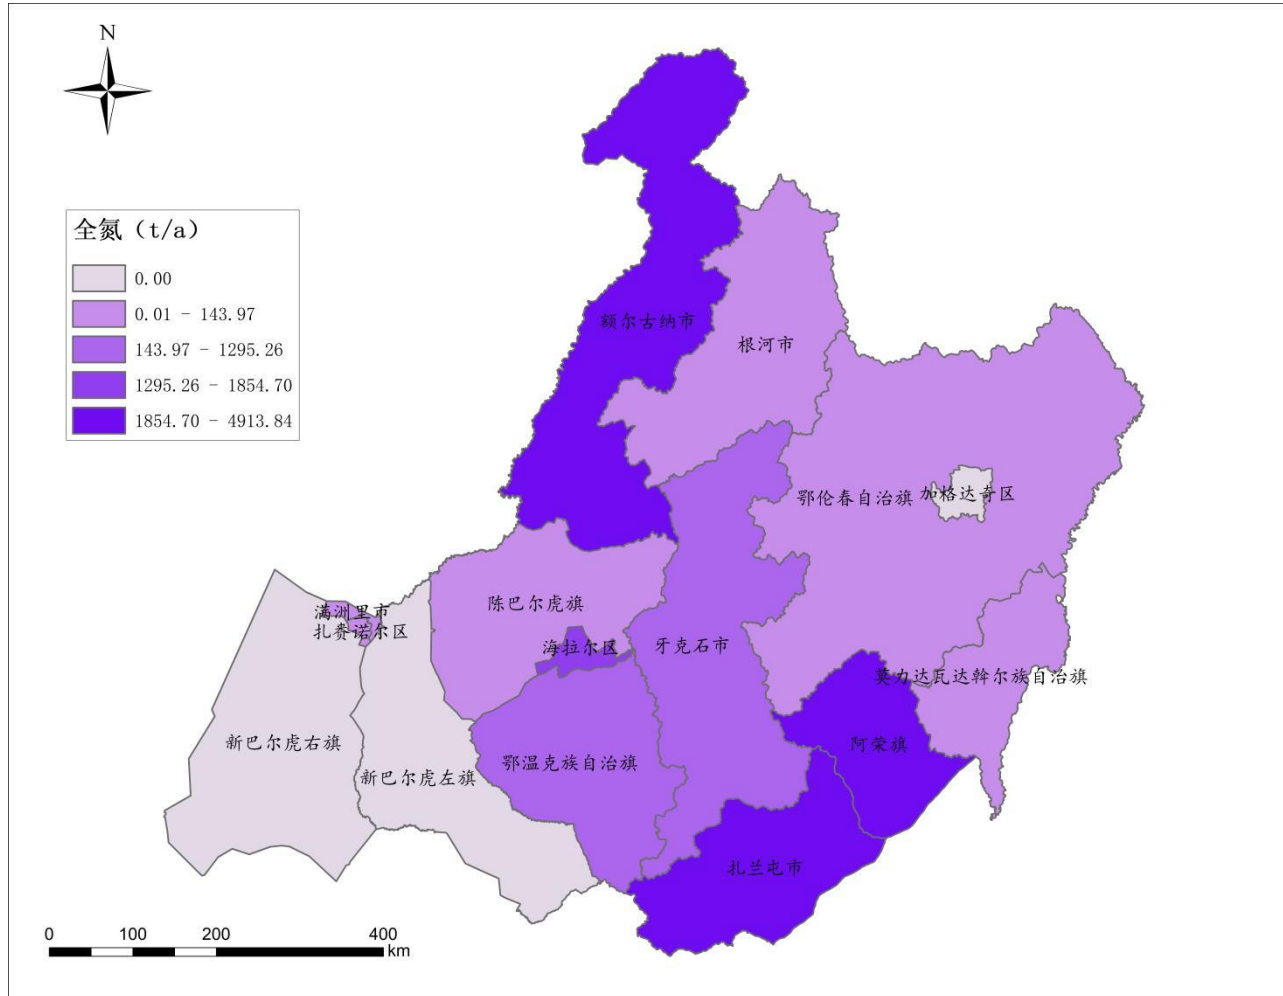 N
全氮（t/a）
0.00
0.01 - 143.97
143.97 - 1295.26
1295.26 - 1854.70
1854.70 - 4913.84
额尔古纳市
根河市
鄂伦春自治旗
加格达奇区
陈巴尔虎旗
满洲里市
扎赉诺尔区
海拉尔区
牙克石市
莫力达瓦达斡尔族自治旗
新巴尔虎右旗
阿荣旗
鄂温克族自治旗
新巴尔虎左旗
扎兰屯市
0 100 200 400
km